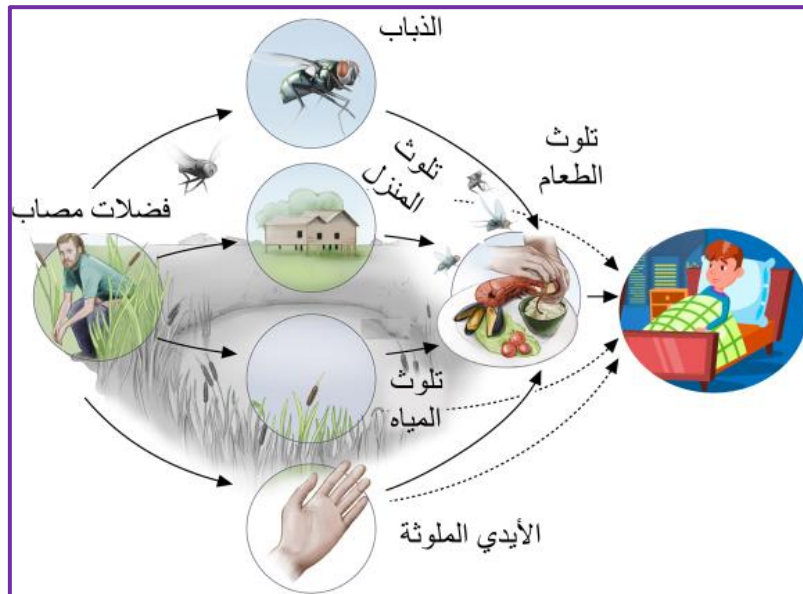 الذباب
تلوث
الطعام
تلوث
المنزل
فضلات مصاب
تلوث
المياه
الأيدي الملوثة